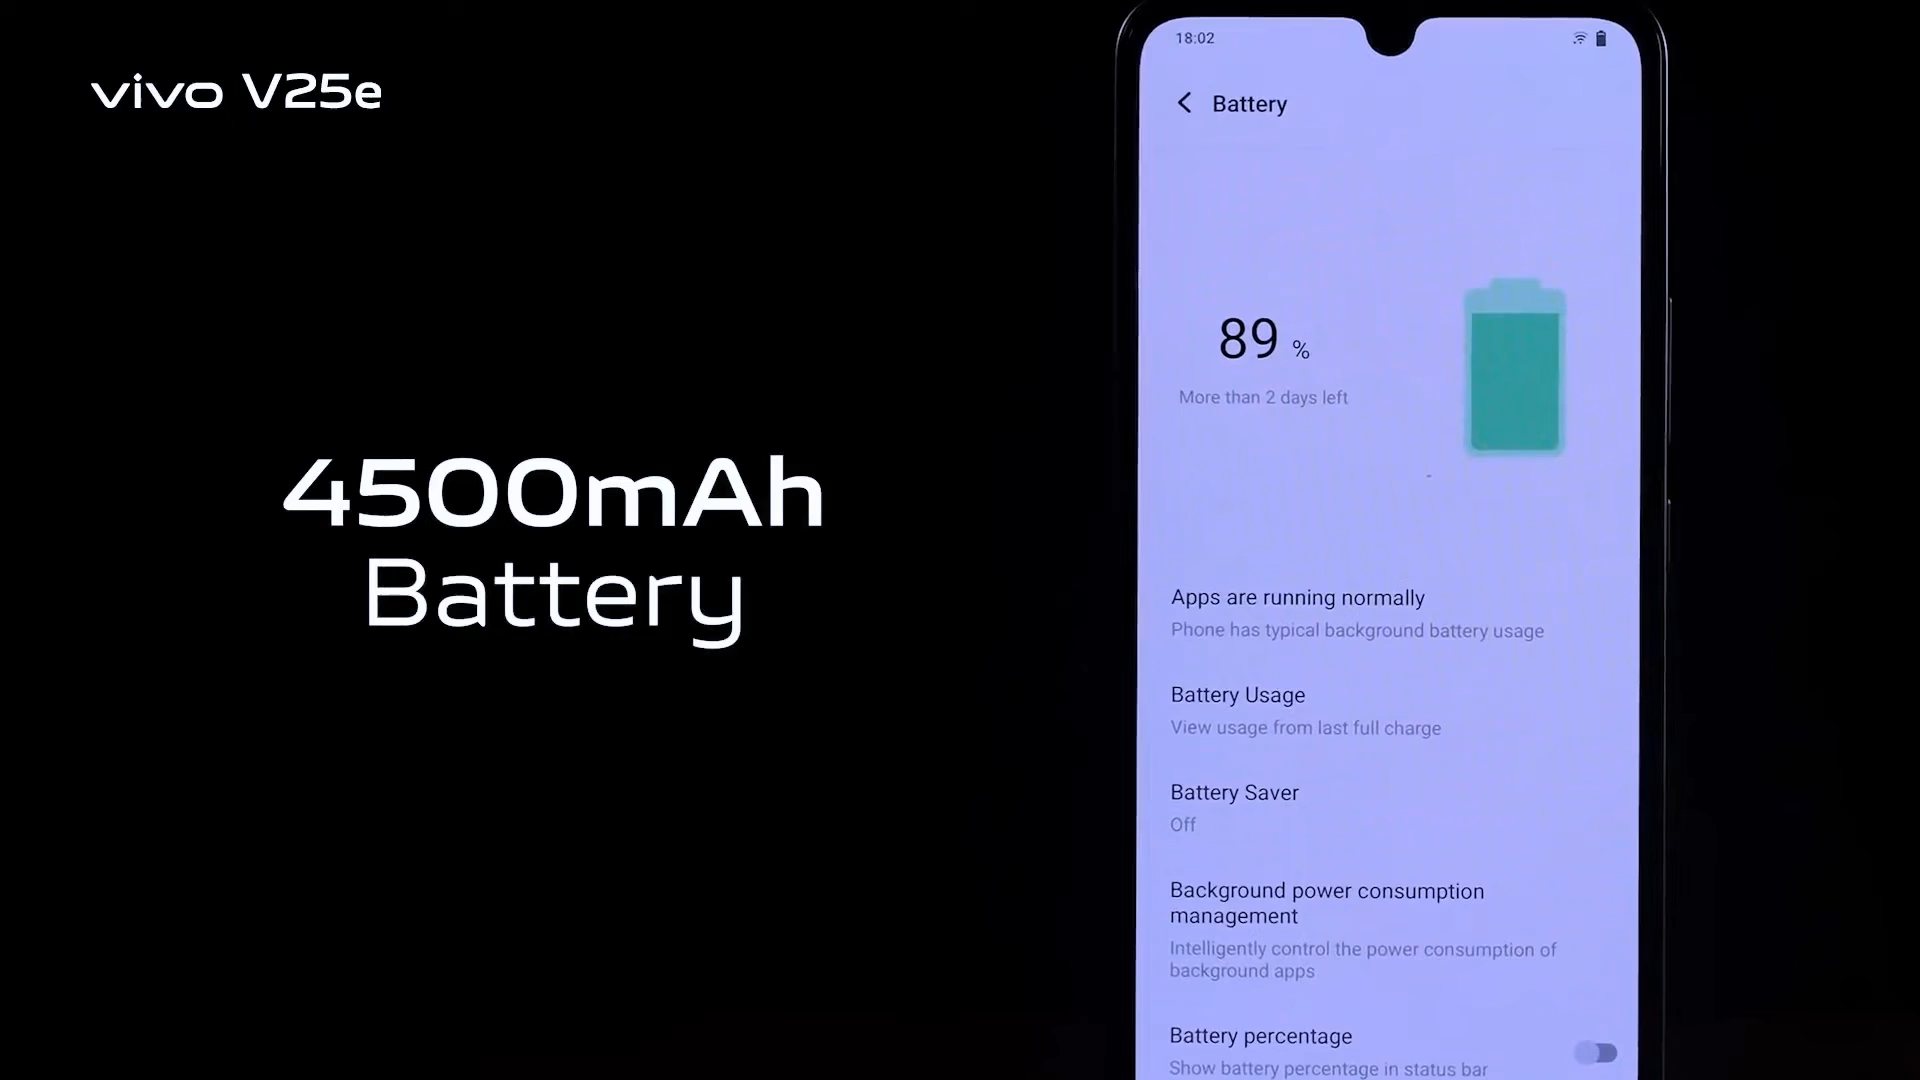 vivo V25e
4500mAh
Battery
18:02
Battery
89 %
More than 2 days left
Apps are running normally
Phone has typical background battery usage
Battery Usage
View usage from last full charge
Battery Saver
Off
Background power consumption
management
Intelligently control the power consumption of
background apps
Battery percentage
Show battery percentage in status bar